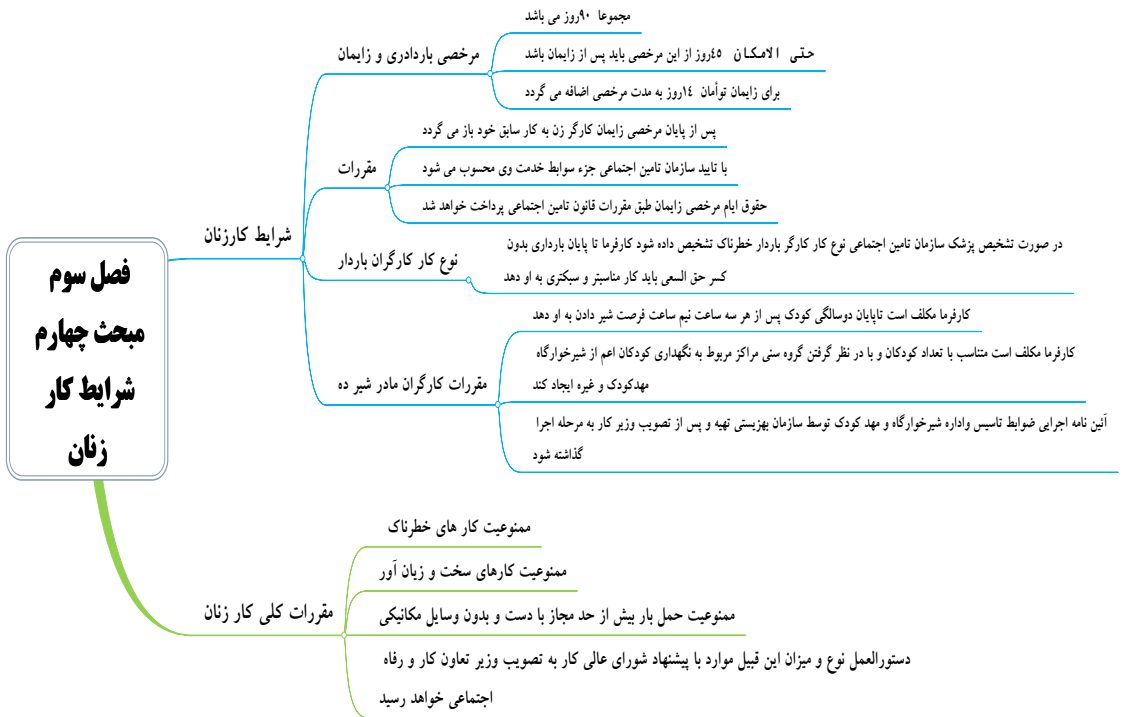 فصل سوم
مبحث چهارم
شرایط کار
زنان
شرایط کارزنان
مرخصی باردادری و زایمان
مجموعا ۹۰روز می باشد
حتی الامکان ٤٥روز از این مرخصی باید پس از زایمان باشد
برای زایمان توأمان ١٤روز به مدت مرخصی اضافه می گردد
مقررات
پس از پایان مرخصی زایمان کارگر زن به کار سابق خود باز می گردد
با تایید سازمان تامین اجتماعی جزء سوابط خدمت وی محسوب می شود
حقوق ایام مرخصی زایمان طبق مقررات قانون تامین اجتماعی پرداخت خواهد شد
نوع کار کارگران باردار
در صورت تشخیص پزشک سازمان تامین اجتماعی نوع کار کارگر باردار خطرناک تشخیص داده شود کارفرما تا پایان بارداری بدون
کسر حق السعی باید کار مناسبتر و سبکتری به او دهد
مقررات کارگران مادر شیر ده
کارفرما مکلف است تاپایان دوسالگی کودک پس از هر سه ساعت نیم ساعت فرصت شیر دادن به او دهد
کارفرما مکلف است متناسب با تعداد کودکان و با در نظر گرفتن گروه سنی مراکز مربوط به نگهداری کودکان اعم از شیرخوارگاه
مهدکودک و غیره ایجاد کند
آئین نامه اجرایی ضوابط تاسیس واداره شیرخوارگاه و مهد کودک توسط سازمان بهزیستی تهیه و پس از تصویب وزیر کار به مرحله اجرا
گذاشته شود
مقررات کلی کار زنان
ممنوعیت کار های خطرناک
ممنوعیت کارهای سخت و زیان آور
ممنوعیت حمل بار بیش از حد مجاز با دست و بدون وسایل مکانیکی
دستورالعمل نوع و میزان این قبیل موارد با پیشنهاد شورای عالی کار به تصویب وزیر تعاون کار و رفاه
اجتماعی خواهد رسید